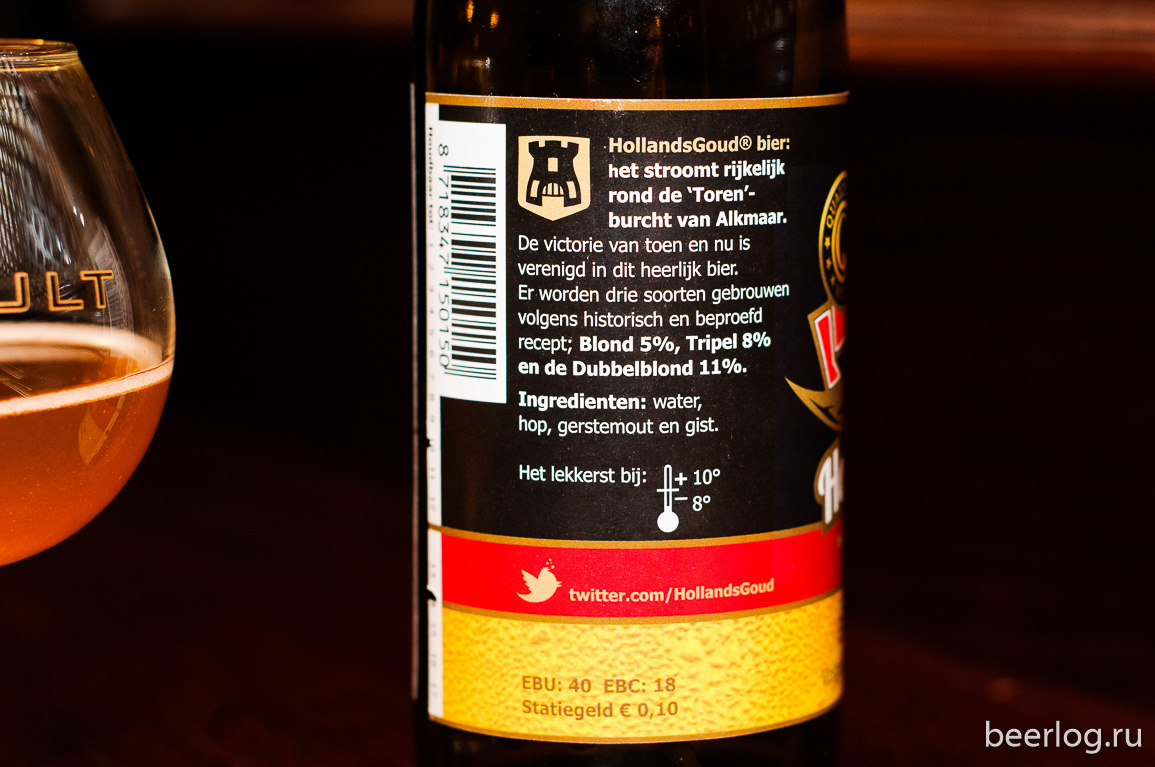 ULT
Houdbaar tot
8 718347 150150
HollandsGoud® bier:
het stroomt rijkelijk
rond de ‘Toren’-
burcht van Alkmaar.
De victorie van toen en nu is
verenigd in dit heerlijk bier.
Er worden drie soorten gebrouwen
volgens historisch en beproefd
recept; Blond 5%, Tripel 8%
en de Dubbelblond 11%.
Ingredienten: water,
hop, gerstemout en gist.
Het lekkerst bij: + 10°
− 8°
twitter.com/HollandsGoud
EBU: 40 EBC: 18
Statiegeld € 0,10
beerlog.ru